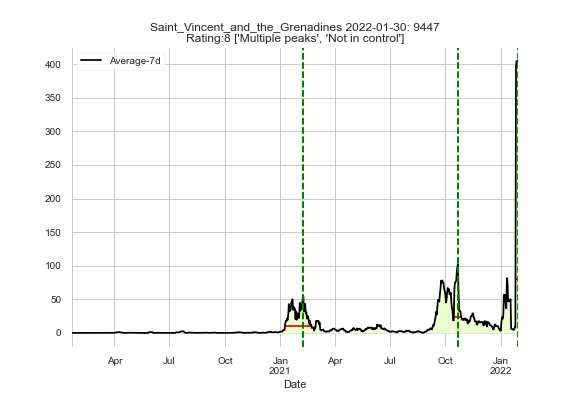 Saint_Vincent_and_the_Grenadines 2022-01-30: 9447
Rating:8 ['Multiple peaks', 'Not in control']
Average-7d
400
350
300
250
200
150
100
50
0
Apr Jul Oct Jan Apr Jul Oct Jan
2021 2022
Date